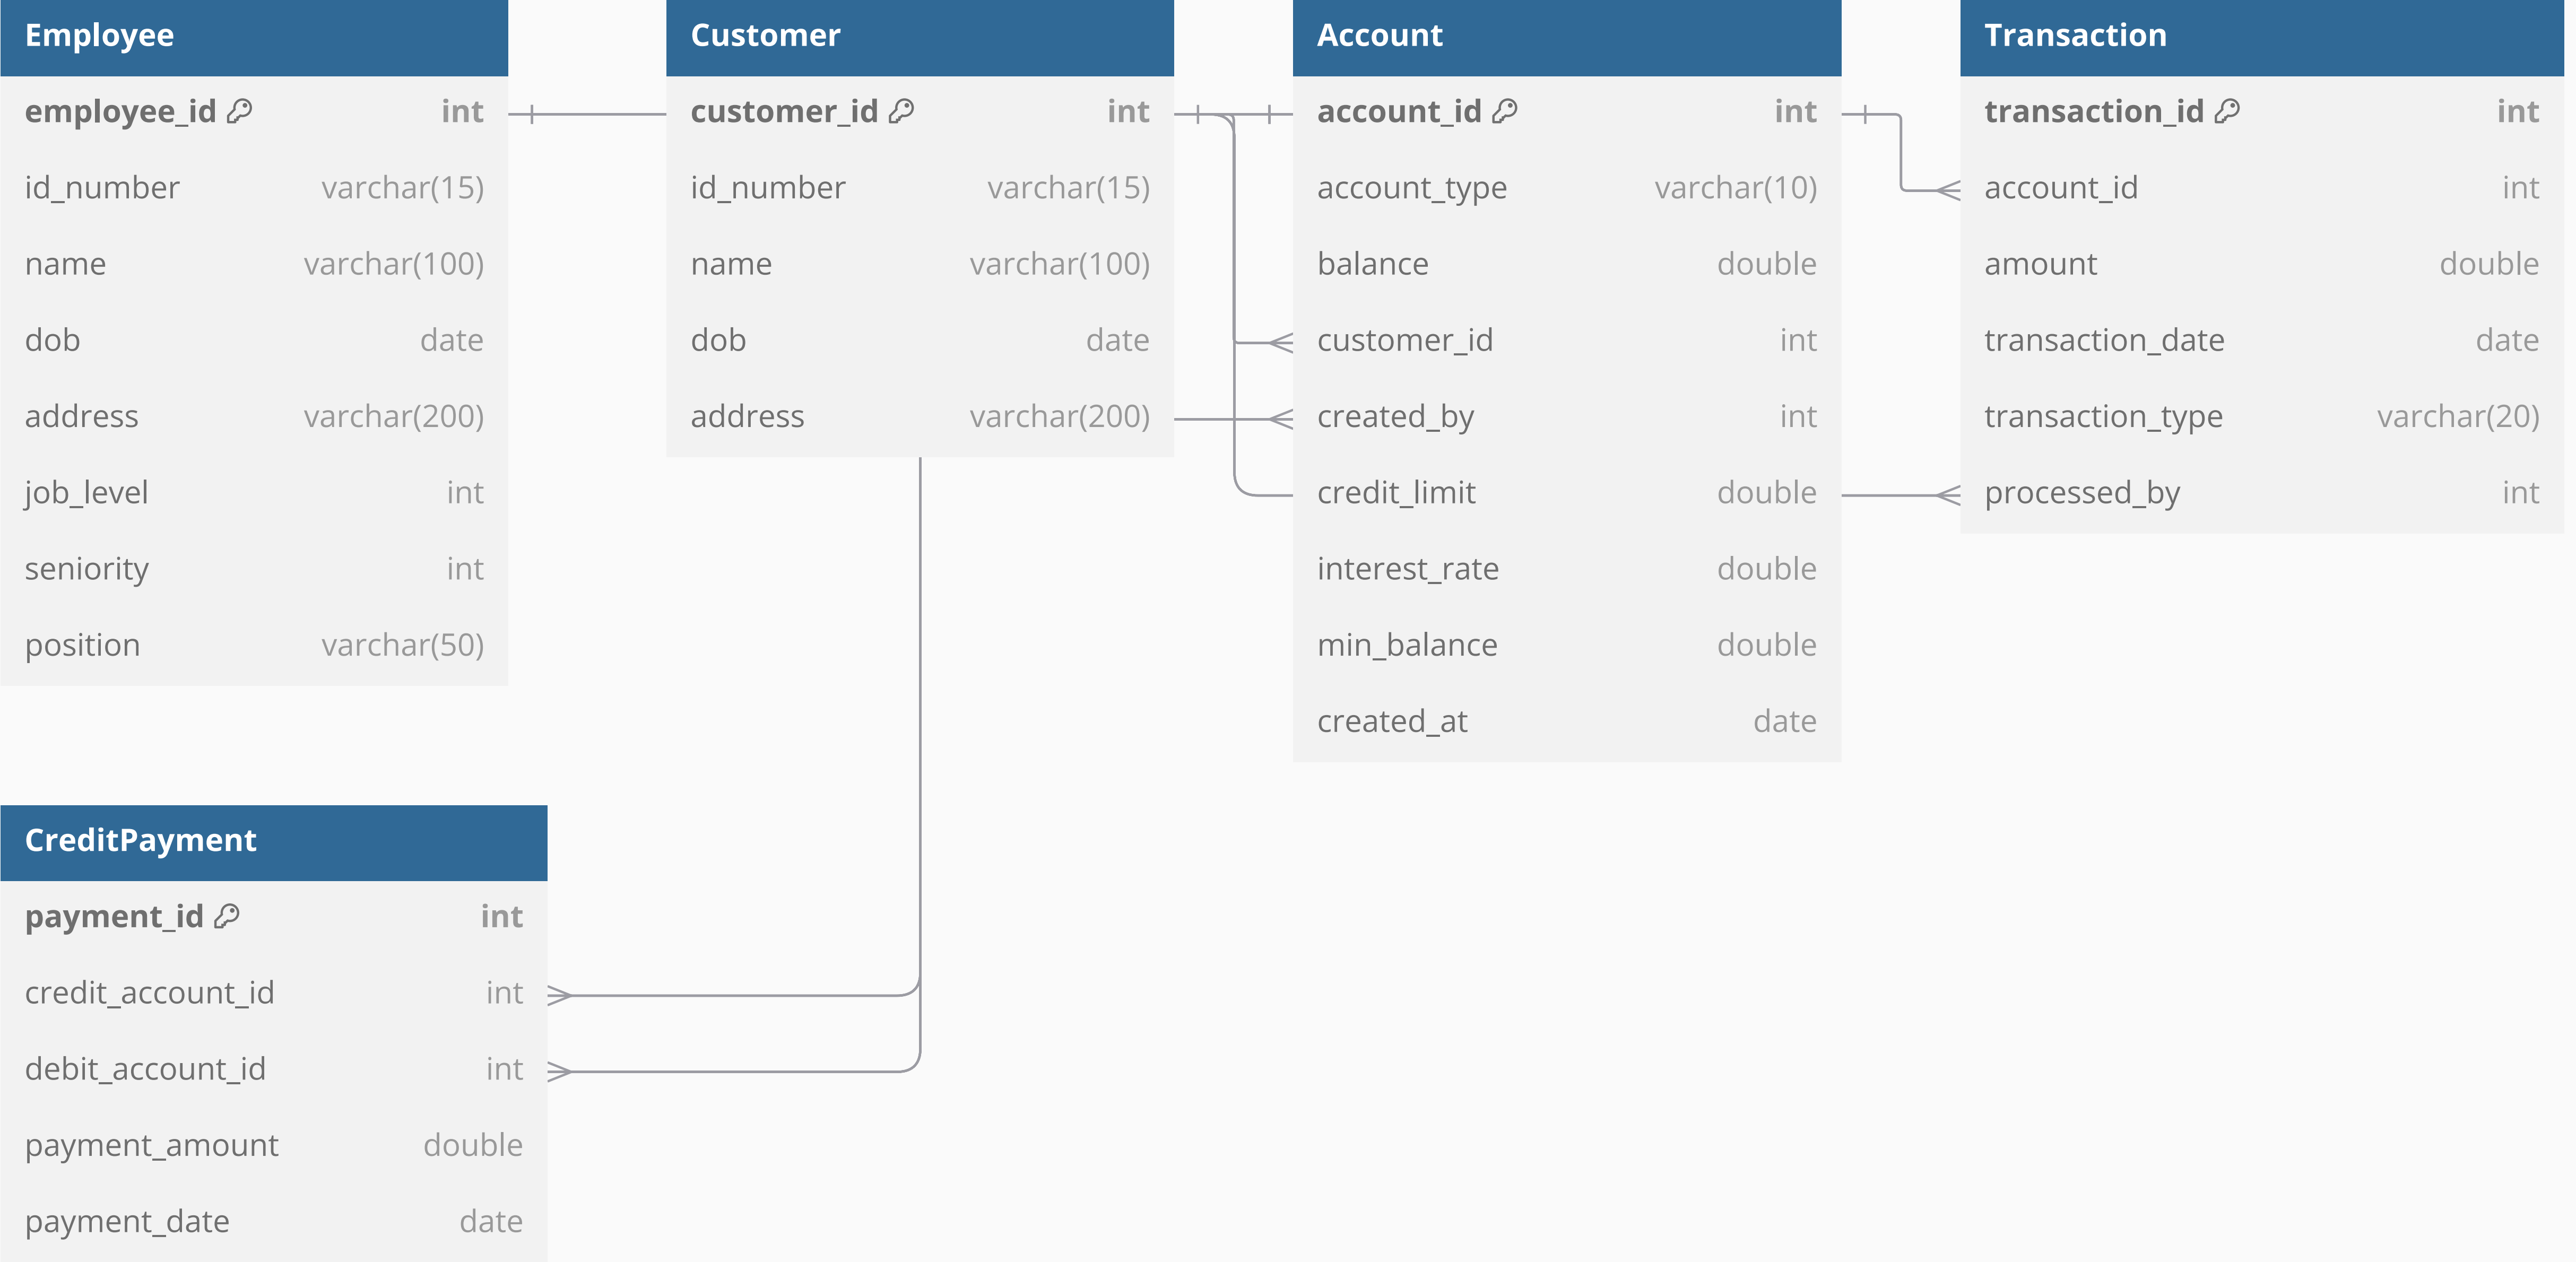 Employee
employee_id int
id_number varchar(15)
name varchar(100)
dob date
address varchar(200)
job_level int
seniority int
position varchar(50)
Customer
customer_id int
id_number varchar(15)
name varchar(100)
dob date
address varchar(200)
Account
account_id int
account_type varchar(10)
balance double
customer_id int
created_by int
credit_limit double
interest_rate double
min_balance double
created_at date
Transaction
transaction_id int
account_id int
amount double
transaction_date date
transaction_type varchar(20)
processed_by int
CreditPayment
payment_id int
credit_account_id int
debit_account_id int
payment_amount double
payment_date date